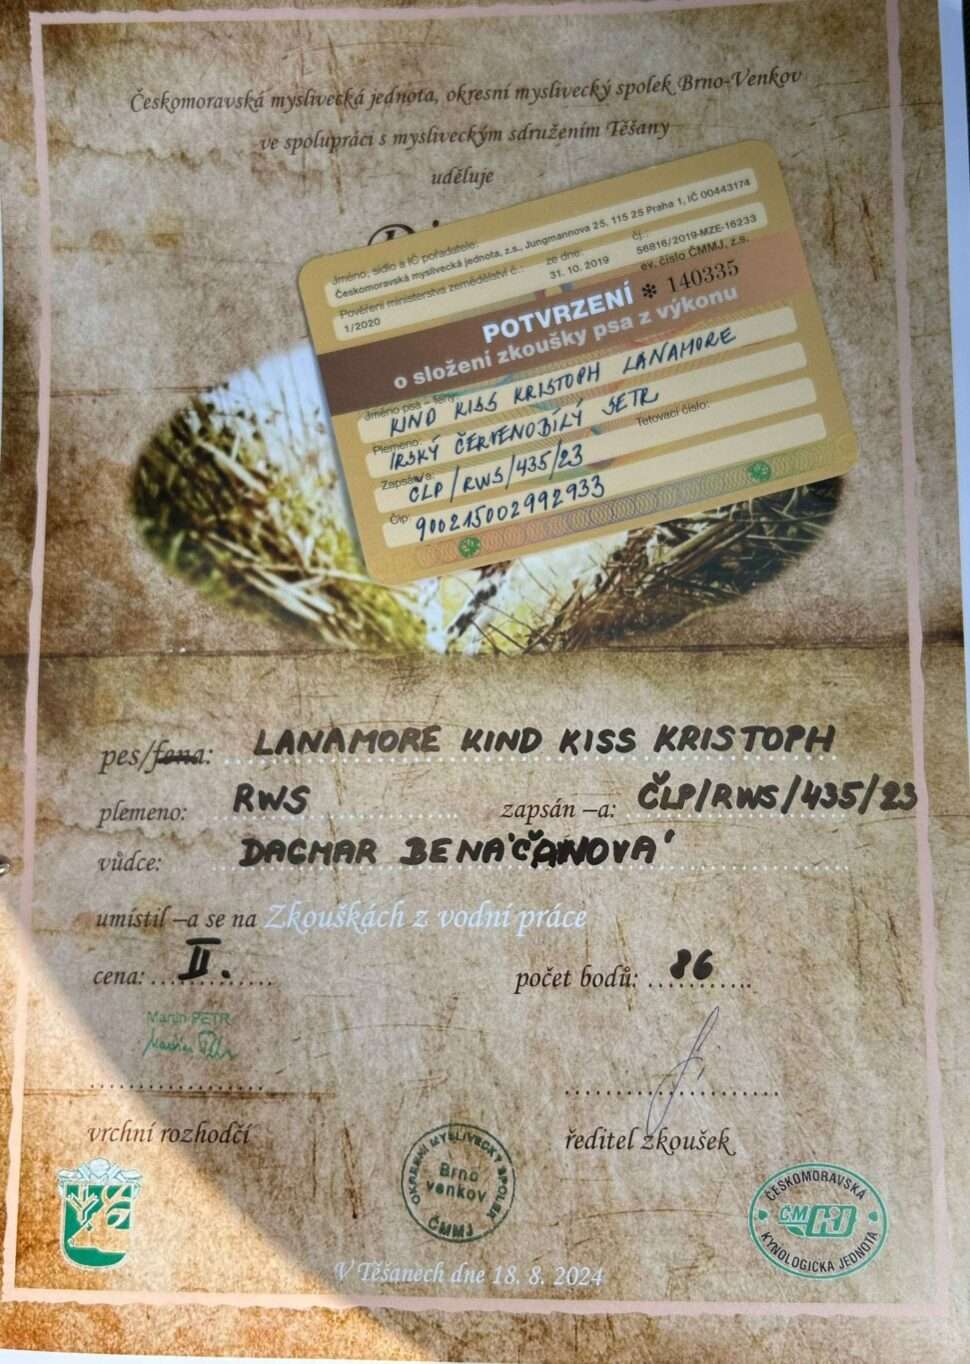 Českomoravská myslivecká jednota, okresní myslivecký spolek Brno-Venkov
ve spolupráci s mysliveckým sdružením Těšany
uděluje
Jméno, sídlo a IČ pořadatele:
Českomoravská myslivecká jednota, z.s., Jungmannova 25, 115 25 Praha 1, IČ 00443174
Pověření ministerstva zemědělství č.: ze dne: čj.:
1/2020 31. 10. 2019 56816/2019-MZE-16233
ev. číslo ČMMJ, z.s.
POTVRZENÍ * 140335
o složení zkoušky psa z výkonu
Jméno psa – feny:
KIND KISS KRISTOPH LANAMORE
Plemeno:
IRSKÝ ČERVENOBÍLÝ SETR
Zapsán/a: Tetovací číslo:
ČLP/RWS/435/23
Čip:
900215002992933
pes/fena: LANAMORE KIND KISS KRISTOPH
plemeno: RWS zapsán –a: ČLP/RWS/435/23
vůdce: DAGMAR
umístil –a se na Zkouškách z vodní práce
cena: II. počet bodů: 86
Martin PETR
vrchní rozhodčí ředitel zkoušek
OKRESNÍ MYSLIVECKÝ SPOLEK
Brno
venkov
ČMMJ
ČESKOMORAVSKÁ
ČMKJ
KYNOLOGICKÁ JEDNOTA
V Těšanech dne 18. 8. 2024